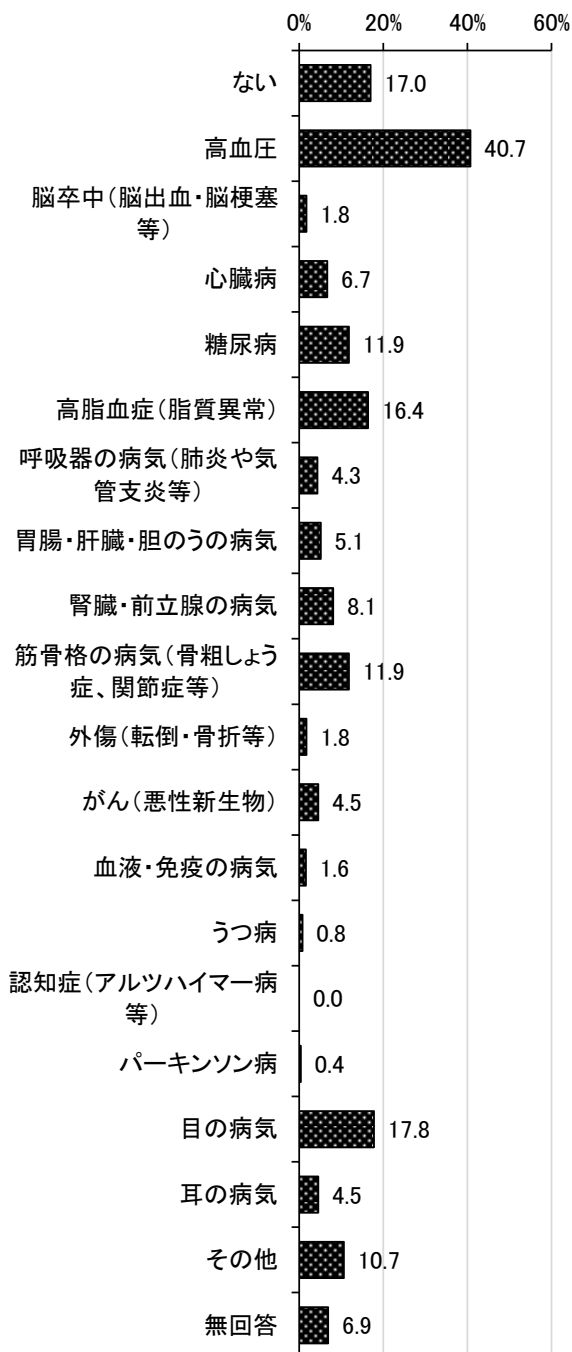 0% 20% 40% 60%
ない 17.0
高血圧 40.7
脳卒中(脳出血・脳梗塞
等) 1.8
心臓病 6.7
糖尿病 11.9
高脂血症(脂質異常) 16.4
呼吸器の病気(肺炎や気
管支炎等) 4.3
胃腸・肝臓・胆のうの病気 5.1
腎臓・前立腺の病気 8.1
筋骨格の病気(骨粗しょう
症、関節症等) 11.9
外傷(転倒・骨折等) 1.8
がん(悪性新生物) 4.5
血液・免疫の病気 1.6
うつ病 0.8
認知症(アルツハイマー病
等) 0.0
パーキンソン病 0.4
目の病気 17.8
耳の病気 4.5
その他 10.7
無回答 6.9